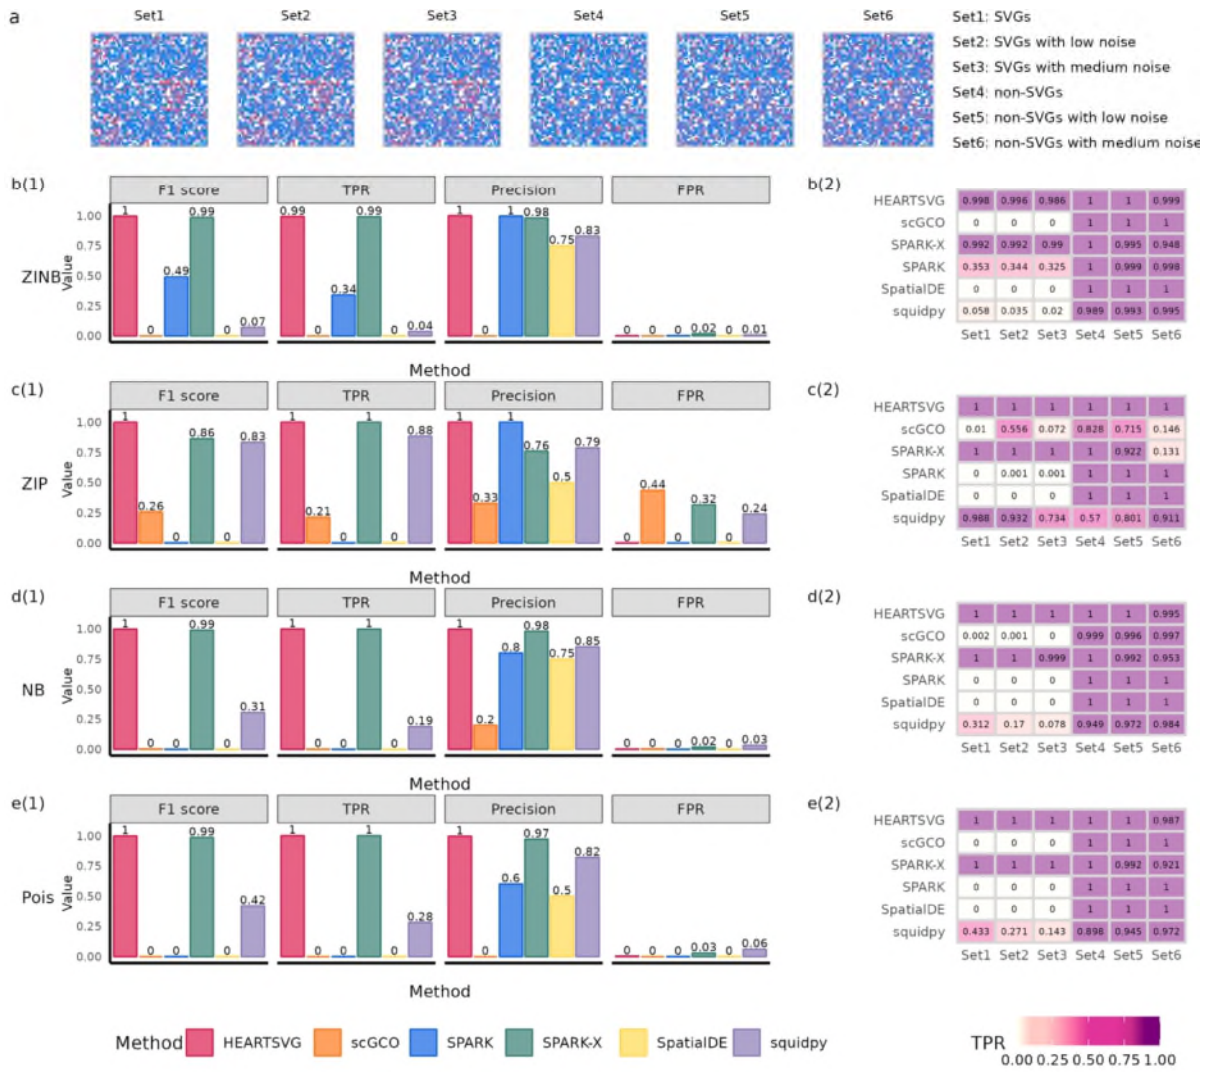 a
Set1 Set2 Set3 Set4 Set5 Set6
Set1: SVGs
Set2: SVGs with low noise
Set3: SVGs with medium noise
Set4: non-SVGs
Set5: non-SVGs with low noise
Set6: non-SVGs with medium noise
b(1)
F1 score TPR Precision FPR
ZINB
Value
1.00
0.75
0.50
0.25
0.00
1 0 0.49 0.99 0 0.07
0.99 0 0.34 0.99 0 0.04
1 0 1 0.98 0.75 0.83
0 0 0 0.02 0 0.01
Method
b(2)
HEARTSVG 0.998 0.996 0.986 1 1 0.999
scGCO 0 0 0 1 1 1
SPARK-X 0.992 0.992 0.99 1 0.995 0.948
SPARK 0.353 0.344 0.325 1 0.999 0.998
SpatialDE 0 0 0 1 1 1
squidpy 0.058 0.035 0.02 0.989 0.993 0.995
Set1 Set2 Set3 Set4 Set5 Set6
c(1)
F1 score TPR Precision FPR
ZIP
Value
1.00
0.75
0.50
0.25
0.00
1 0.26 0 0.86 0 0.83
1 0.21 0 1 0 0.88
1 0.33 1 0.76 0.5 0.79
0 0.44 0 0.32 0 0.24
Method
c(2)
HEARTSVG 1 1 1 1 1 1
scGCO 0.01 0.556 0.072 0.828 0.715 0.146
SPARK-X 1 1 1 1 0.922 0.131
SPARK 0 0.001 0.001 1 1 1
SpatialDE 0 0 0 1 1 1
squidpy 0.988 0.932 0.734 0.57 0.801 0.911
Set1 Set2 Set3 Set4 Set5 Set6
d(1)
F1 score TPR Precision FPR
NB
Value
1.00
0.75
0.50
0.25
0.00
1 0 0 0.99 0 0.31
1 0 0 1 0 0.19
1 0.2 0.8 0.98 0.75 0.85
0 0 0 0.02 0 0.03
Method
d(2)
HEARTSVG 1 1 1 1 1 0.995
scGCO 0.002 0.001 0 0.999 0.996 0.997
SPARK-X 1 1 0.999 1 0.992 0.953
SPARK 0 0 0 1 1 1
SpatialDE 0 0 0 1 1 1
squidpy 0.312 0.17 0.078 0.949 0.972 0.984
Set1 Set2 Set3 Set4 Set5 Set6
e(1)
F1 score TPR Precision FPR
Pois
Value
1.00
0.75
0.50
0.25
0.00
1 0 0 0.99 0 0.42
1 0 0 1 0 0.28
1 0 0.6 0.97 0.5 0.82
0 0 0 0.03 0 0.06
Method
e(2)
HEARTSVG 1 1 1 1 1 0.987
scGCO 0 0 0 1 1 1
SPARK-X 1 1 1 1 0.992 0.921
SPARK 0 0 0 1 1 1
SpatialDE 0 0 0 1 1 1
squidpy 0.433 0.271 0.143 0.898 0.945 0.972
Set1 Set2 Set3 Set4 Set5 Set6
Method HEARTSVG scGCO SPARK SPARK-X SpatialDE squidpy
TPR
0.00 0.25 0.50 0.75 1.00